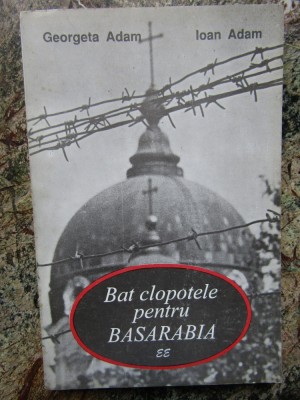 Georgeta Adam Ioan Adam
Bat clopotele
pentru
BASARABIA
EE